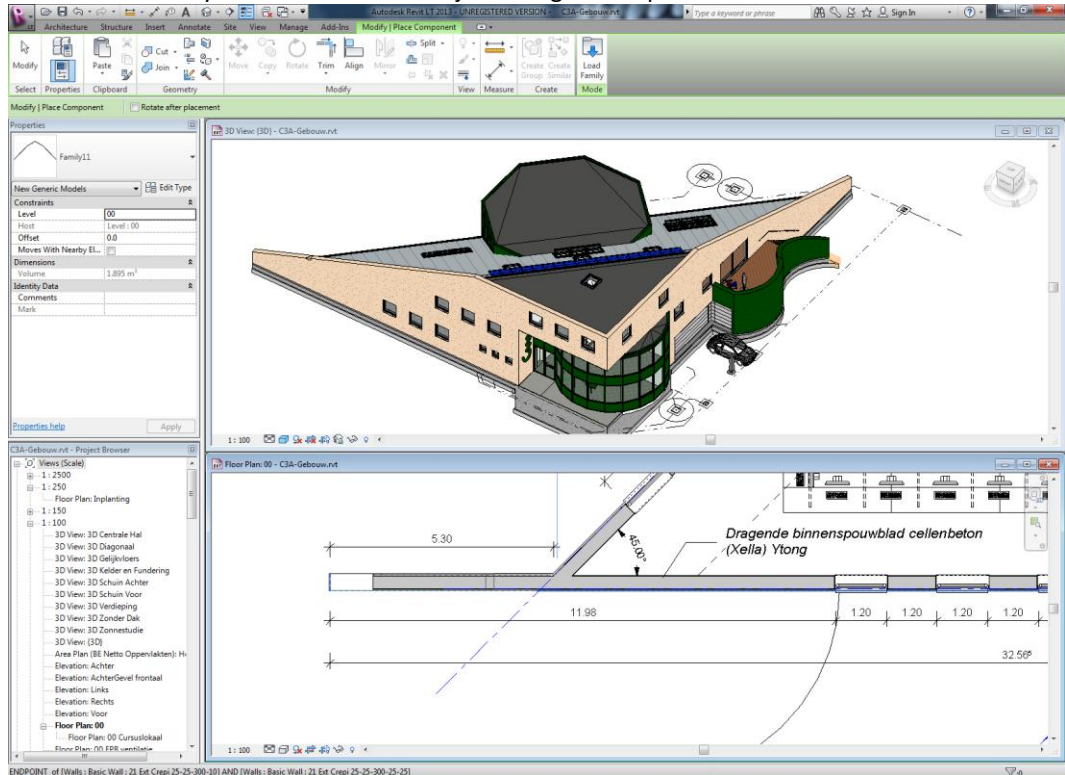 Autodesk Revit LT 2013 - UNREGISTERED VERSION - C3A-Gebouw.rvt
Type a keyword or phrase
Sign In
Architecture Structure Insert Annotate Site View Manage Add-Ins Modify | Place Component
Modify
Paste
Cut
Join
Move Copy Rotate Trim Align Mirror
Split
Create Group
Create Similar
Load Family
Select Properties Clipboard Geometry Modify View Measure Create Mode
Modify | Place Component
Rotate after placement
Properties
Family11
New Generic Models
Edit Type
Constraints
Level 00
Host Level : 00
Offset 0.0
Moves With Nearby El...
Dimensions
Volume 1.895 m³
Identity Data
Comments
Mark
Properties help
Apply
3D View: {3D} - C3A-Gebouw.rvt
1 : 100
C3A-Gebouw.rvt - Project Browser
Views (Scale)
1 : 2500
1 : 250
Floor Plan: Inplanting
1 : 150
1 : 100
3D View: 3D Centrale Hal
3D View: 3D Diagonaal
3D View: 3D Gelijkvloers
3D View: 3D Kelder en Fundering
3D View: 3D Schuin Achter
3D View: 3D Schuin Voor
3D View: 3D Verdieping
3D View: 3D Zonder Dak
3D View: 3D Zonnestudie
3D View: {3D}
Area Plan (BE Netto Oppervlakten): H
Elevation: Achter
Elevation: AchterGevel frontaal
Elevation: Links
Elevation: Rechts
Elevation: Voor
Floor Plan: 00
Floor Plan: 00 Cursuslokaal
Floor Plan: 00 EPB ventilatie
Floor Plan: 00 - C3A-Gebouw.rvt
5.30
45.00°
Dragende binnenspouwblad cellenbeton
(Xella) Ytong
11.98
1.20 1.20 1.20 1.20
32.56⁵
1 : 100
ENDPOINT of [Walls : Basic Wall : 21 Ext Crepi 25-25-300-10] AND [Walls : Basic Wall : 21 Ext Crepi 25-25-300-25-25]